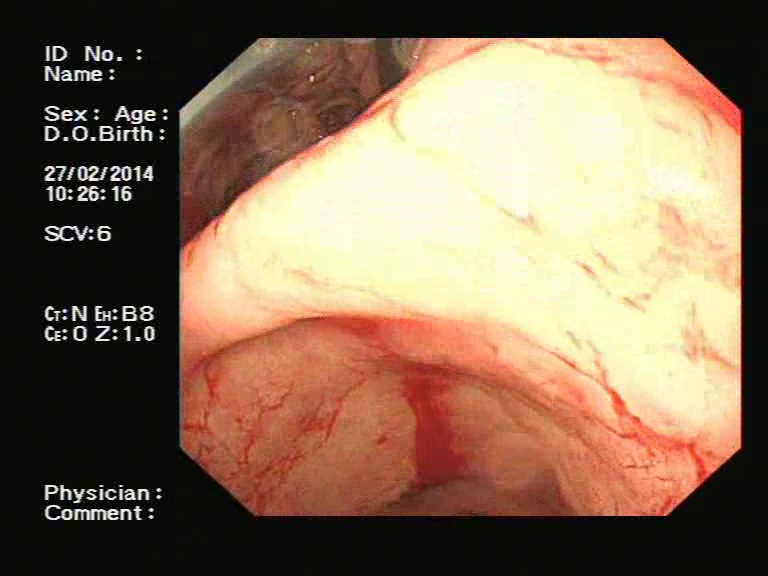 ID No. :
Name :
Sex : Age :
D.O.Birth :
27/02/2014
10:26:16
SCV:6
CT:N EH:B8
CE:0 Z:1.0
Physician :
Comment :